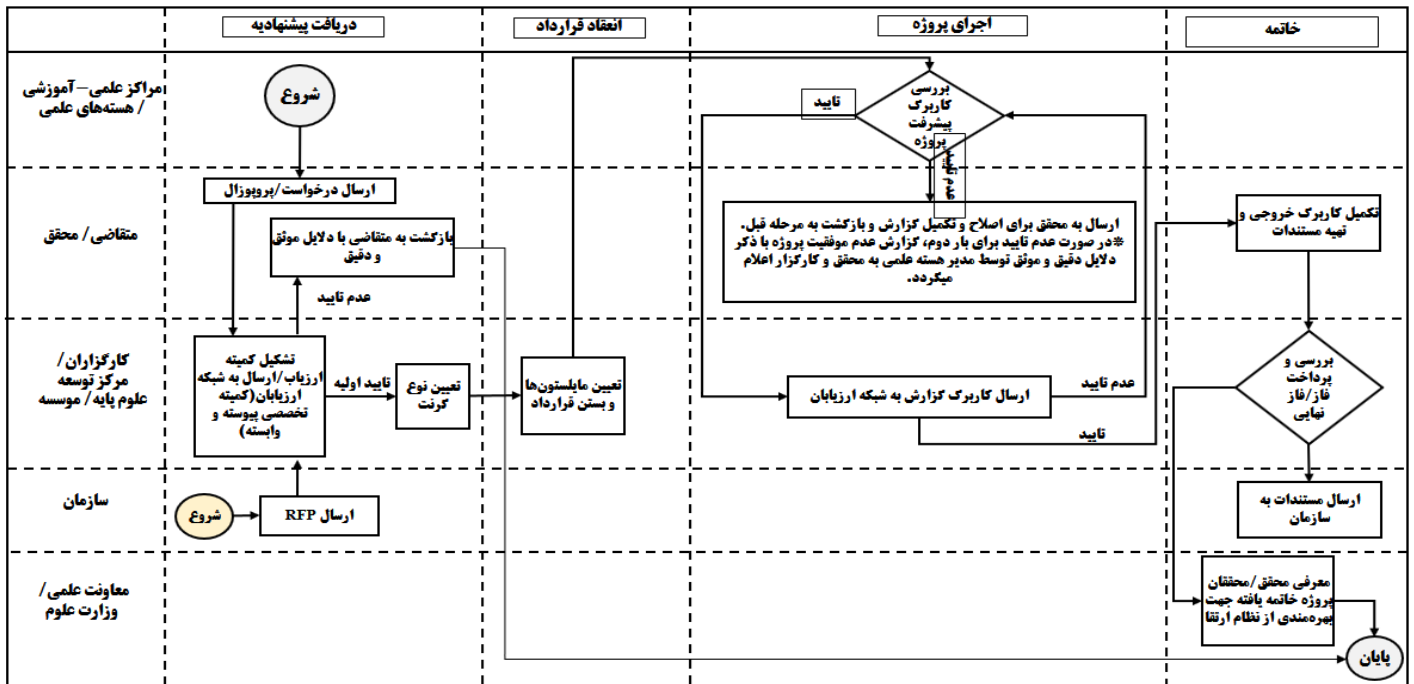 دریافت پیشنهادیه
انعقاد قرارداد
اجرای پروژه
خاتمه
مراکز علمی – آموزشی
/ هسته‌های علمی
شروع
تایید
بررسی
کاربرک
پیشرفت
پروژه
عدم تایید
متقاضی/ محقق
ارسال درخواست/پروپوزال
بازگشت به متقاضی با دلایل موثق
و دقیق
عدم تایید
ارسال به محقق برای اصلاح و تکمیل گزارش و بازگشت به مرحله قبل.
*در صورت عدم تایید برای بار دوم، گزارش عدم موفقیت پروژه با ذکر
دلایل دقیق و موثق توسط مدیر هسته علمی به محقق و کارگزار اعلام
میگردد.
تکمیل کاربرک خروجی و
تهیه مستندات
کارگزاران/
مرکز توسعه
علوم پایه/ موسسه
تشکیل کمیته
ارزیاب/ارسال به شبکه
ارزیابان(کمیته
تخصصی پیوسته و
وابسته)
تایید اولیه
تعیین نوع
گرنت
تعیین مایلستون‌ها
و بستن قرارداد
ارسال کاربرک گزارش به شبکه ارزیابان
عدم تایید
تایید
بررسی و
پرداخت
فاز/فاز
نهایی
سازمان
شروع
ارسال RFP
ارسال مستندات به
سازمان
معاونت علمی/
وزارت علوم
معرفی محقق/محققان
پروژه خاتمه یافته جهت
بهره‌مندی از نظام ارتقا
پایان